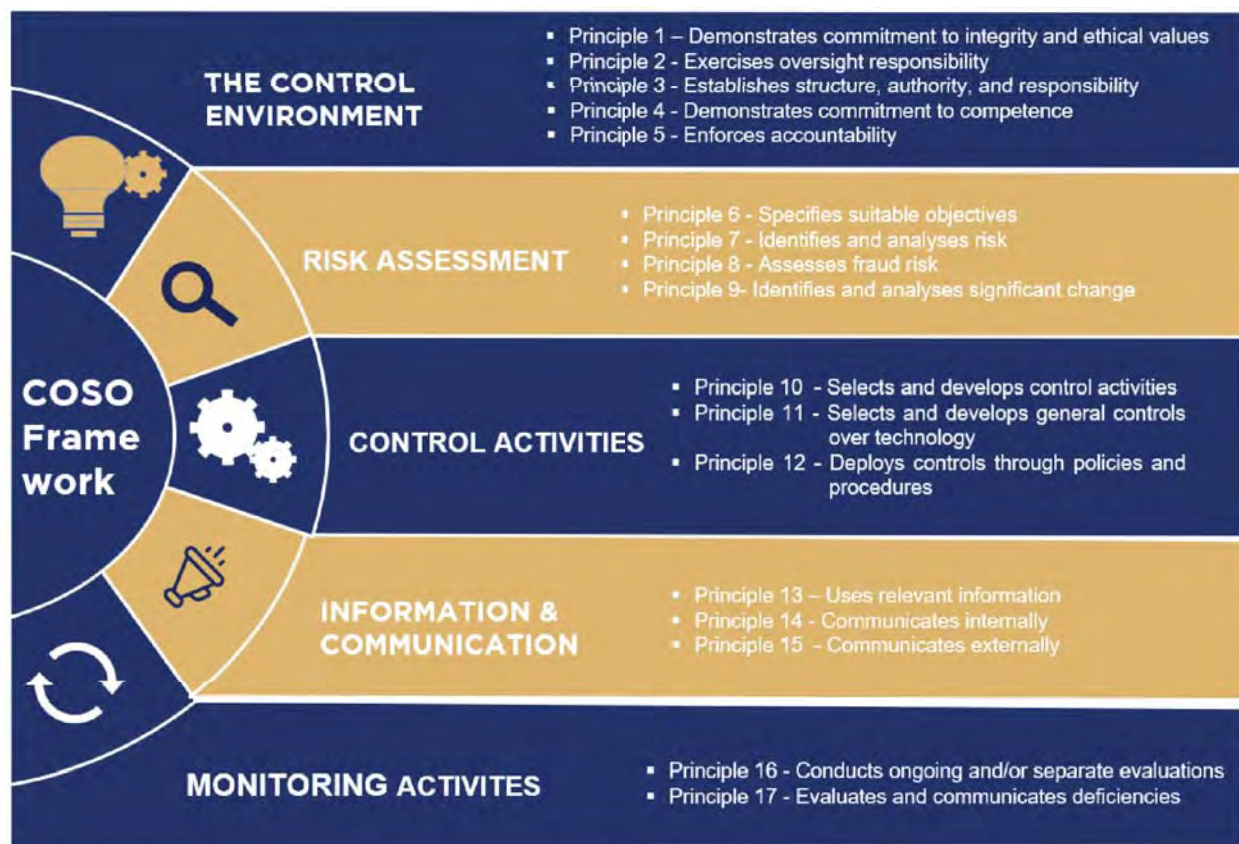 COSO
Frame
work
THE CONTROL
ENVIRONMENT
▪ Principle 1 – Demonstrates commitment to integrity and ethical values
▪ Principle 2 - Exercises oversight responsibility
▪ Principle 3 - Establishes structure, authority, and responsibility
▪ Principle 4 - Demonstrates commitment to competence
▪ Principle 5 - Enforces accountability
RISK ASSESSMENT
▪ Principle 6 - Specifies suitable objectives
▪ Principle 7 - Identifies and analyses risk
▪ Principle 8 - Assesses fraud risk
▪ Principle 9- Identifies and analyses significant change
CONTROL ACTIVITIES
▪ Principle 10 - Selects and develops control activities
▪ Principle 11 - Selects and develops general controls
over technology
▪ Principle 12 - Deploys controls through policies and
procedures
INFORMATION &
COMMUNICATION
▪ Principle 13 – Uses relevant information
▪ Principle 14 - Communicates internally
▪ Principle 15 - Communicates externally
MONITORING ACTIVITES
▪ Principle 16 - Conducts ongoing and/or separate evaluations
▪ Principle 17 - Evaluates and communicates deficiencies